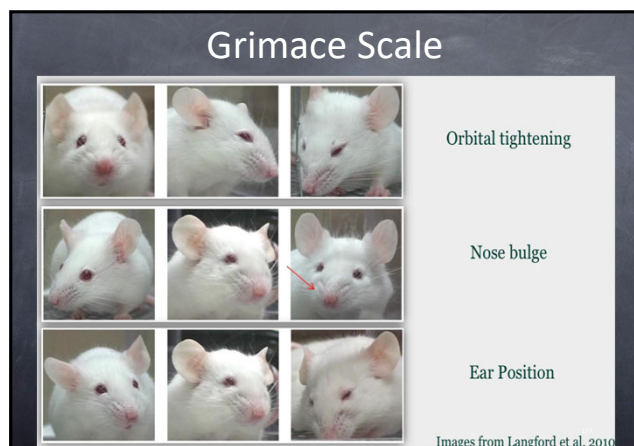 Grimace Scale
Orbital tightening
Nose bulge
Ear Position
Images from Langford et al, 2010